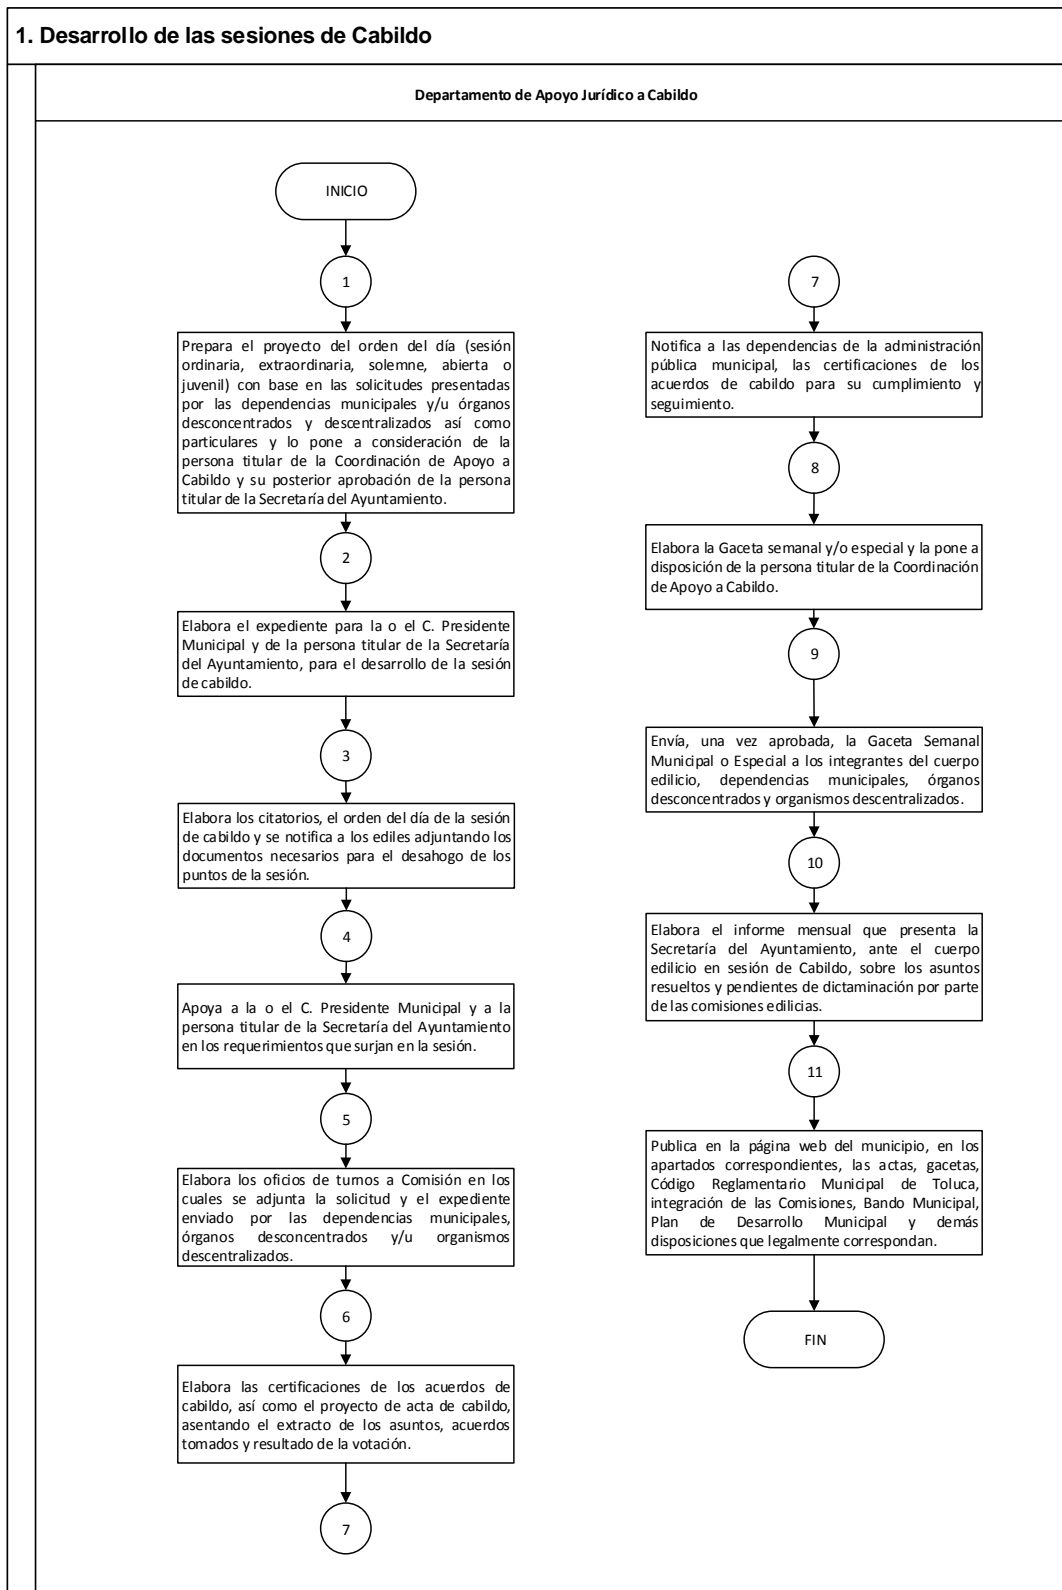 1. Desarrollo de las sesiones de Cabildo
Departamento de Apoyo Jurídico a Cabildo
INICIO
1
Prepara el proyecto del orden del día (sesión
ordinaria, extraordinaria, solemne, abierta o
juvenil) con base en las solicitudes presentadas
por las dependencias municipales y/u órganos
desconcentrados y descentralizados así como
particulares y lo pone a consideración de la
persona titular de la Coordinación de Apoyo a
Cabildo y su posterior aprobación de la persona
titular de la Secretaría del Ayuntamiento.
2
Elabora el expediente para la o el C. Presidente
Municipal y de la persona titular de la Secretaría
del Ayuntamiento, para el desarrollo de la sesión
de cabildo.
3
Elabora los citatorios, el orden del día de la sesión
de cabildo y se notifica a los ediles adjuntando los
documentos necesarios para el desahogo de los
puntos de la sesión.
4
Apoya a la o el C. Presidente Municipal y a la
persona titular de la Secretaría del Ayuntamiento
en los requerimientos que surjan en la sesión.
5
Elabora los oficios de turnos a Comisión en los
cuales se adjunta la solicitud y el expediente
enviado por las dependencias municipales,
órganos desconcentrados y/u organismos
descentralizados.
6
Elabora las certificaciones de los acuerdos de
cabildo, así como el proyecto de acta de cabildo,
asentando el extracto de los asuntos, acuerdos
tomados y resultado de la votación.
7
7
Notifica a las dependencias de la administración
pública municipal, las certificaciones de los
acuerdos de cabildo para su cumplimiento y
seguimiento.
8
Elabora la Gaceta semanal y/o especial y la pone a
disposición de la persona titular de la Coordinación
de Apoyo a Cabildo.
9
Envía, una vez aprobada, la Gaceta Semanal
Municipal o Especial a los integrantes del cuerpo
edilicio, dependencias municipales, órganos
desconcentrados y organismos descentralizados.
10
Elabora el informe mensual que presenta la
Secretaría del Ayuntamiento, ante el cuerpo
edilicio en sesión de Cabildo, sobre los asuntos
resueltos y pendientes de dictaminación por parte
de las comisiones edilicias.
11
Publica en la página web del municipio, en los
apartados correspondientes, las actas, gacetas,
Código Reglamentario Municipal de Toluca,
integración de las Comisiones, Bando Municipal,
Plan de Desarrollo Municipal y demás
disposiciones que legalmente correspondan.
FIN